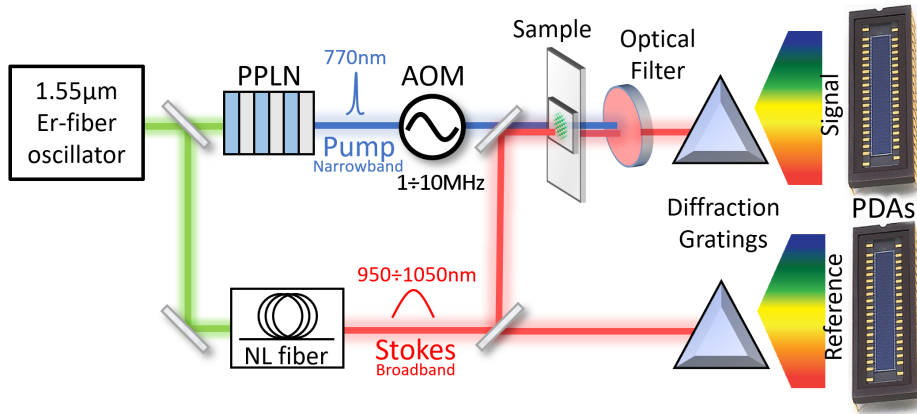 1.55µm
Er-fiber
oscillator
PPLN
770nm
Pump
Narrowband
AOM
1÷10MHz
Sample
Optical
Filter
Signal
NL fiber
950÷1050nm
Stokes
Broadband
Diffraction
Gratings
PDAs
Reference